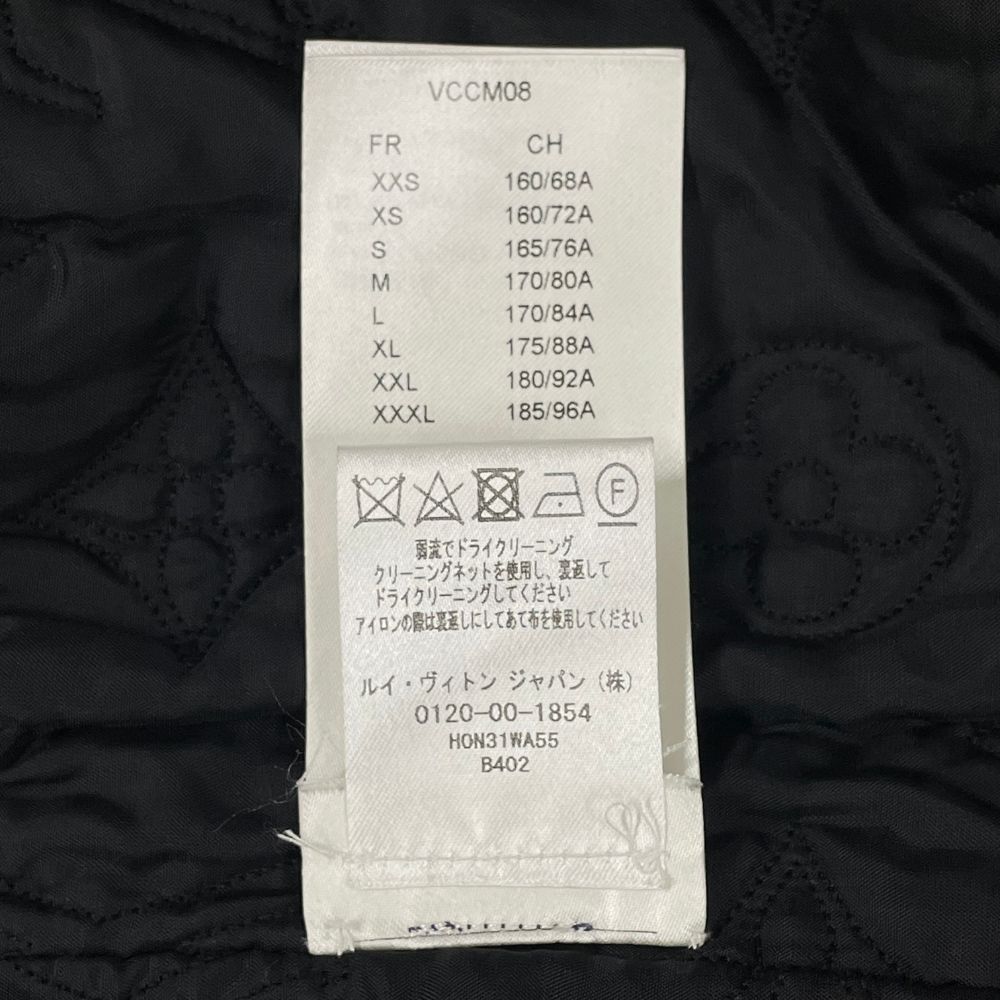 VCCM08
FR CH
XXS 160/68A
XS 160/72A
S 165/76A
M 170/80A
L 170/84A
XL 175/88A
XXL 180/92A
XXXL 185/96A
F
弱流でドライクリーニング
クリーニングネットを使用し、裏返して
ドライクリーニングしてください
アイロンの際は裏返しにしてあて布を使用してください
ルイ・ヴィトン ジャパン（株）
0120-00-1854
HON31WA55
B402